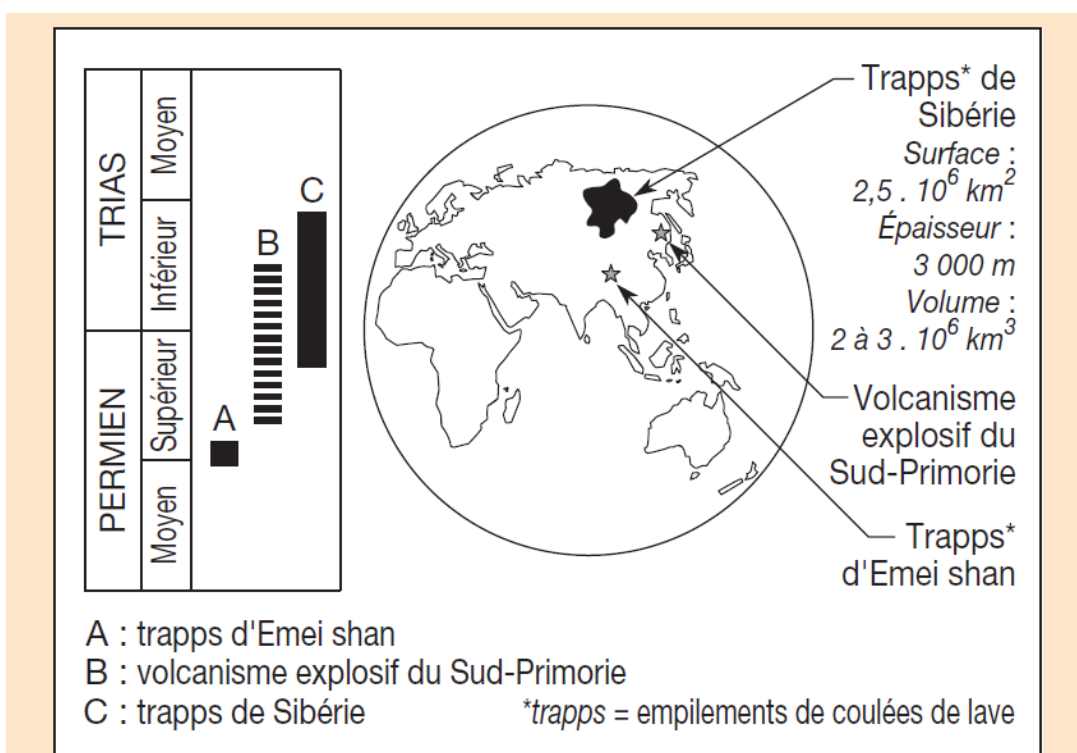 TRIAS
PERMIEN
Moyen
Inférieur
Supérieur
Moyen
A
B
C
Trapps* de
Sibérie
Surface :
2,5 . 10⁶ km²
Épaisseur :
3 000 m
Volume :
2 à 3 . 10⁶ km³
Volcanisme
explosif du
Sud-Primorie
Trapps*
d'Emei shan
A : trapps d'Emei shan
B : volcanisme explosif du Sud-Primorie
C : trapps de Sibérie
*trapps = empilements de coulées de lave